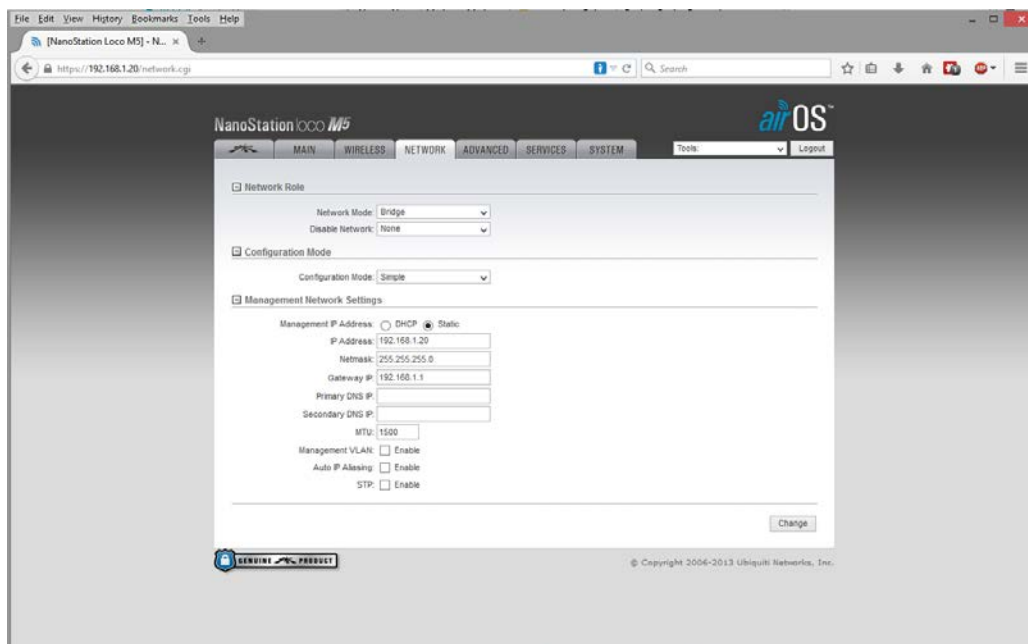 File Edit View History Bookmarks Tools Help
[NanoStation Loco M5] - N...
https://192.168.1.20/network.cgi
Search
NanoStation loco M5
airOS™
MAIN WIRELESS NETWORK ADVANCED SERVICES SYSTEM Tools: Logout
Network Role
Network Mode: Bridge
Disable Network: None
Configuration Mode
Configuration Mode: Simple
Management Network Settings
Management IP Address: DHCP Static
IP Address: 192.168.1.20
Netmask: 255.255.255.0
Gateway IP: 192.168.1.1
Primary DNS IP:
Secondary DNS IP:
MTU: 1500
Management VLAN: Enable
Auto IP Aliasing: Enable
STP: Enable
Change
GENUINE PRODUCT
© Copyright 2006-2013 Ubiquiti Networks, Inc.